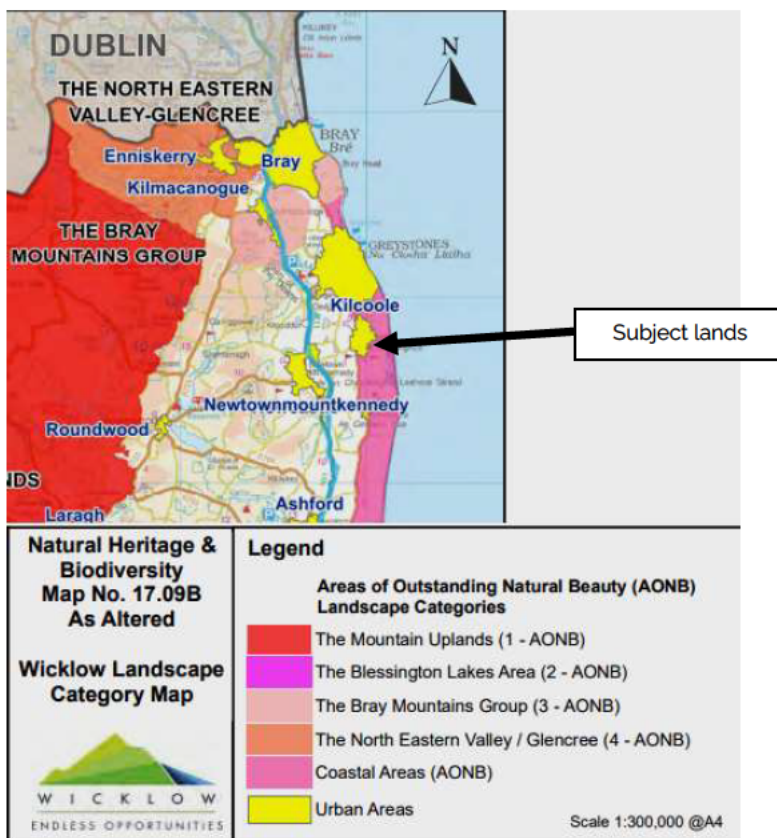 DUBLIN
N
THE NORTH EASTERN
VALLEY-GLENCREE
BRAY
Bré
Bray Head
Enniskerry
Bray
Kilmacanogue
THE BRAY
MOUNTAINS GROUP
GREYSTONES
Kilcoole
Subject lands
Newtownmountkennedy
Roundwood
NDS
Ashford
Laragh
Natural Heritage &
Biodiversity
Map No. 17.09B
As Altered
Wicklow Landscape
Category Map
WICKLOW
ENDLESS OPPORTUNITIES
Legend
Areas of Outstanding Natural Beauty (AONB)
Landscape Categories
The Mountain Uplands (1 - AONB)
The Blessington Lakes Area (2 - AONB)
The Bray Mountains Group (3 - AONB)
The North Eastern Valley / Glencree (4 - AONB)
Coastal Areas (AONB)
Urban Areas
Scale 1:300,000 @A4